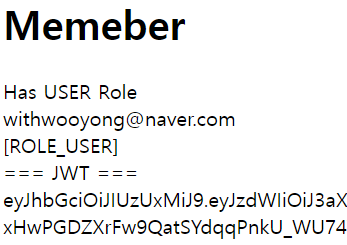 Memeber
Has USER Role
withwooyong@naver.com
[ROLE_USER]
=== JWT ===
eyJhbGciOiJIUzUxMiJ9.eyJzdWIiOiJ3aX
xHwPGDZXrFw9QatSYdqqPnkU_WU74